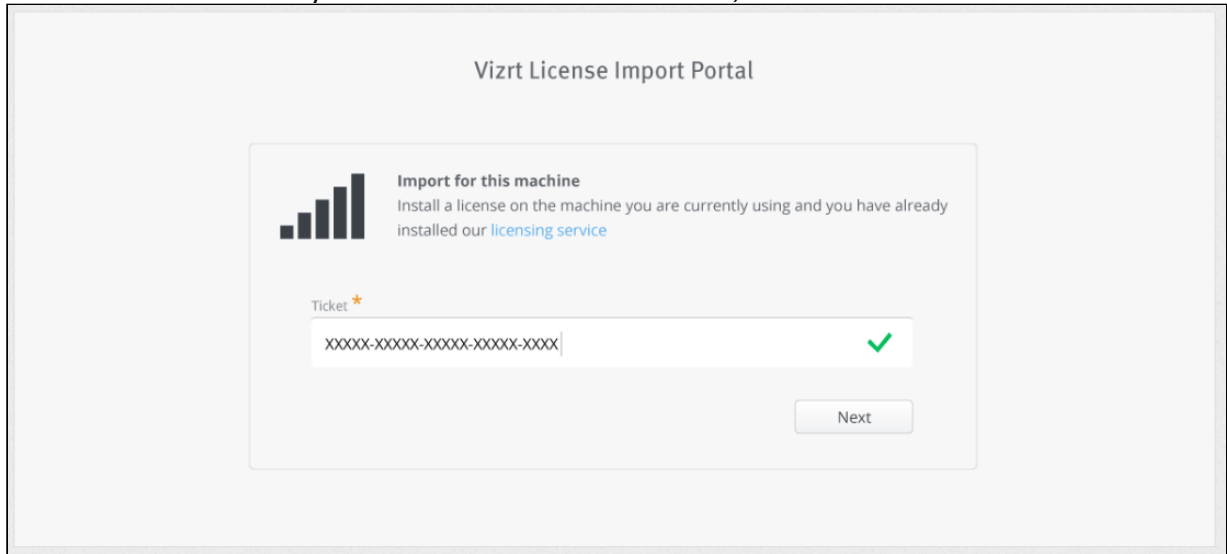 Vizrt License Import Portal
Import for this machine
Install a license on the machine you are currently using and you have already
installed our licensing service
Ticket *
XXXXX-XXXXX-XXXXX-XXXXX-XXXX
Next